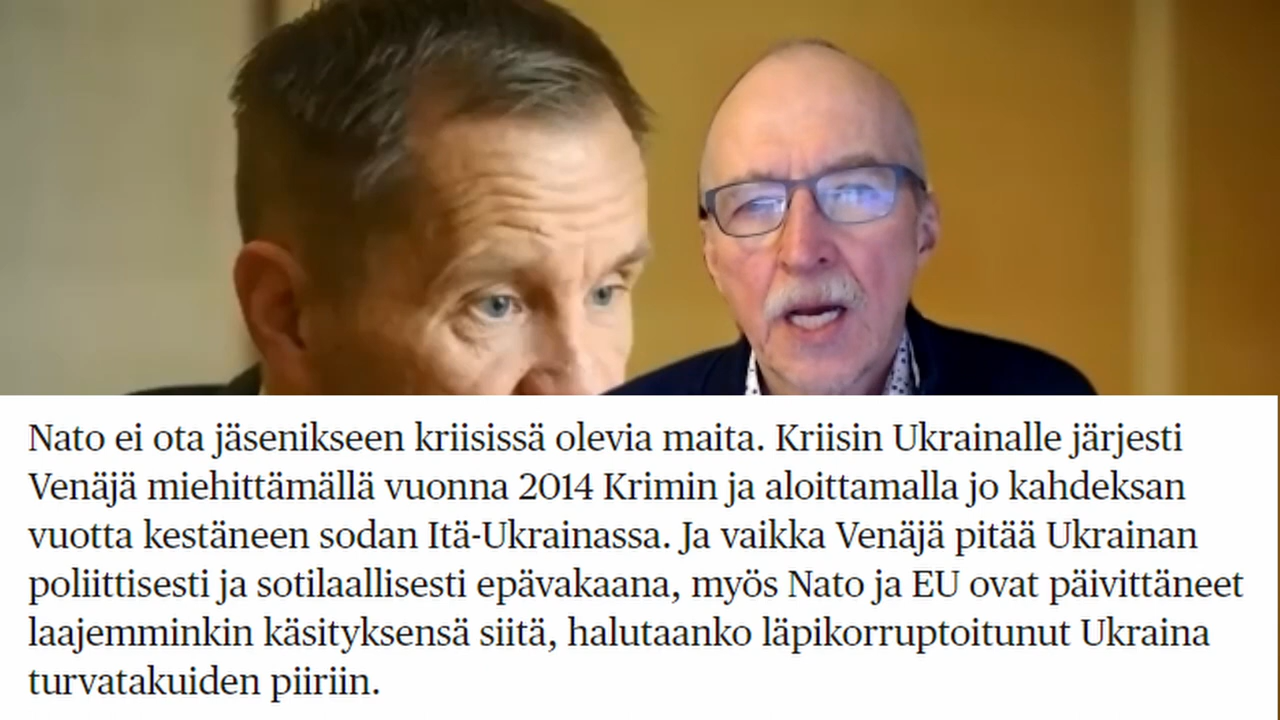 Nato ei ota jäsenikseen kriisissä olevia maita. Kriisin Ukrainalle järjesti
Venäjä miehittämällä vuonna 2014 Krimin ja aloittamalla jo kahdeksan
vuotta kestäneen sodan Itä-Ukrainassa. Ja vaikka Venäjä pitää Ukrainan
poliittisesti ja sotilaallisesti epävakaana, myös Nato ja EU ovat päivittäneet
laajemminkin käsityksensä siitä, halutaanko läpikorruptoitunut Ukraina
turvatakuiden piiriin.